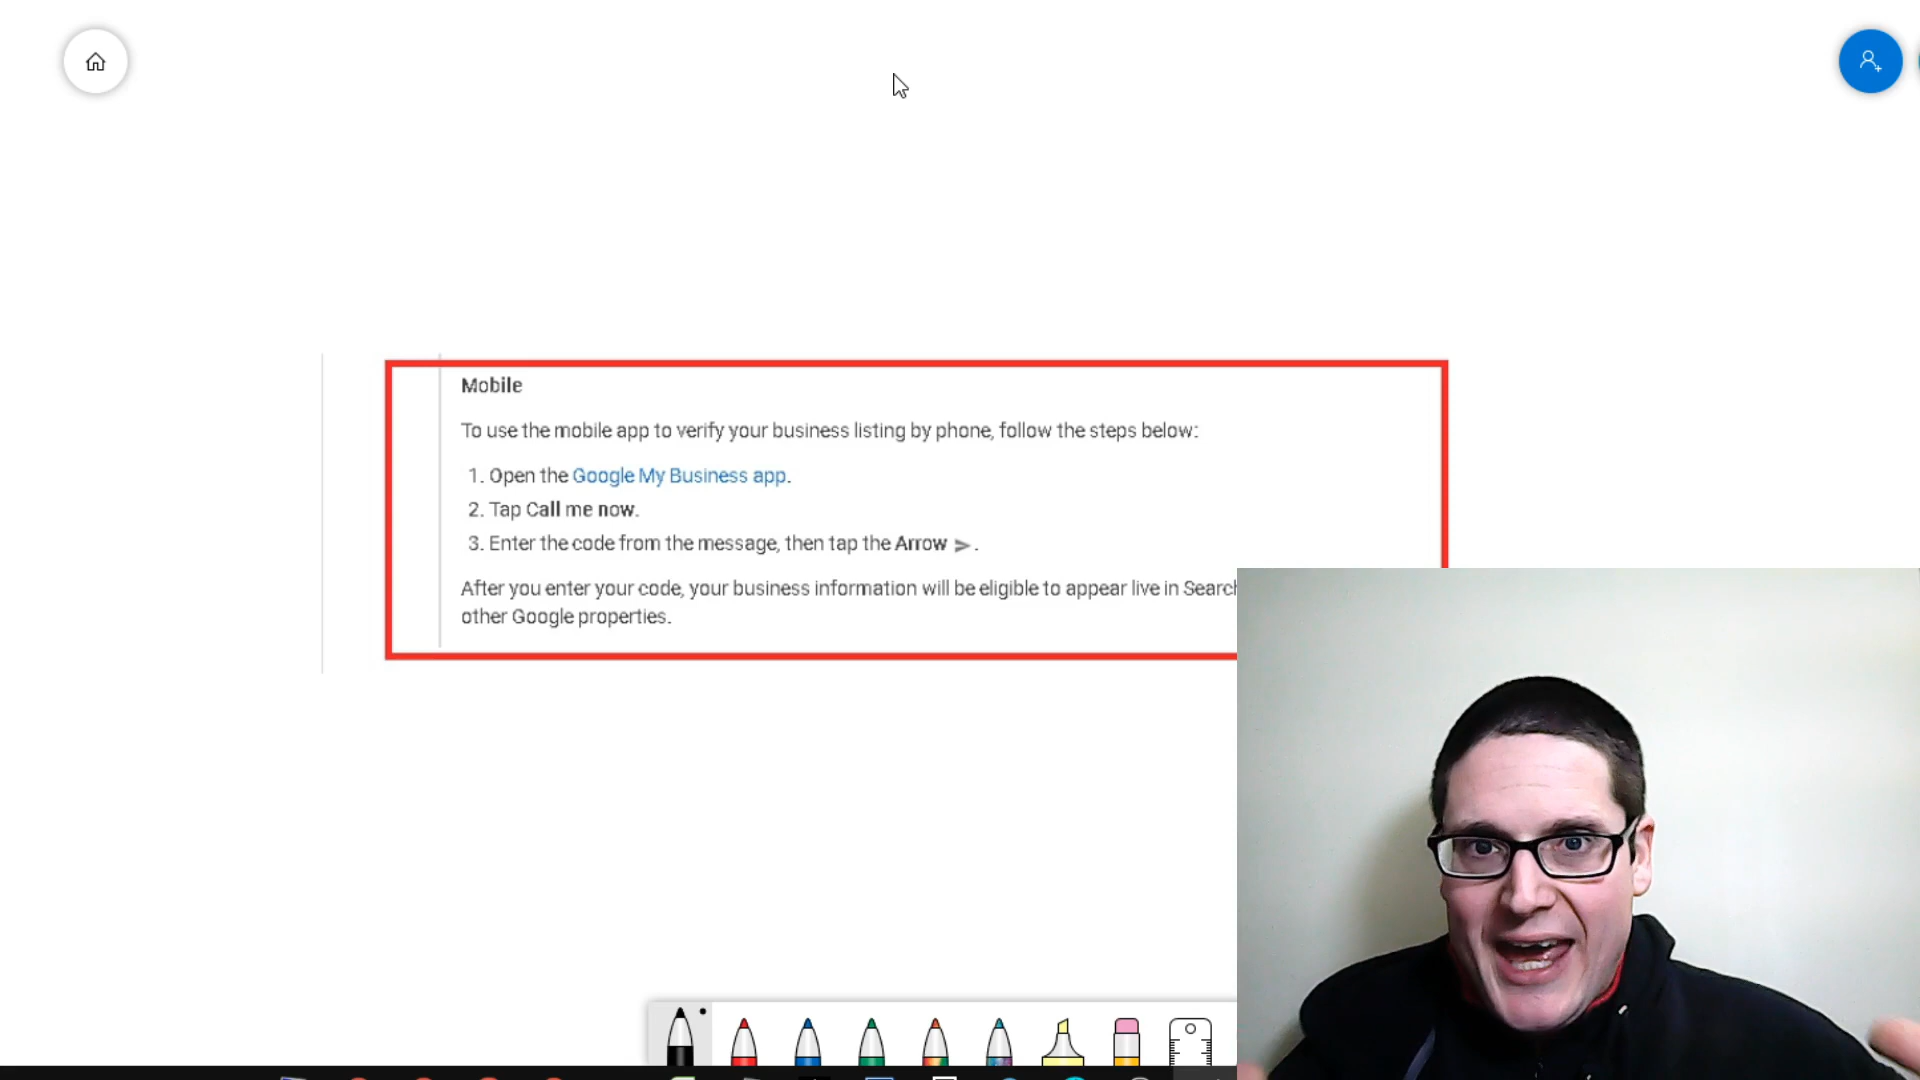 Mobile
To use the mobile app to verify your business listing by phone, follow the steps below:
1. Open the Google My Business app.
2. Tap Call me now.
3. Enter the code from the message, then tap the Arrow ➤.
After you enter your code, your business information will be eligible to appear live in Search
other Google properties.